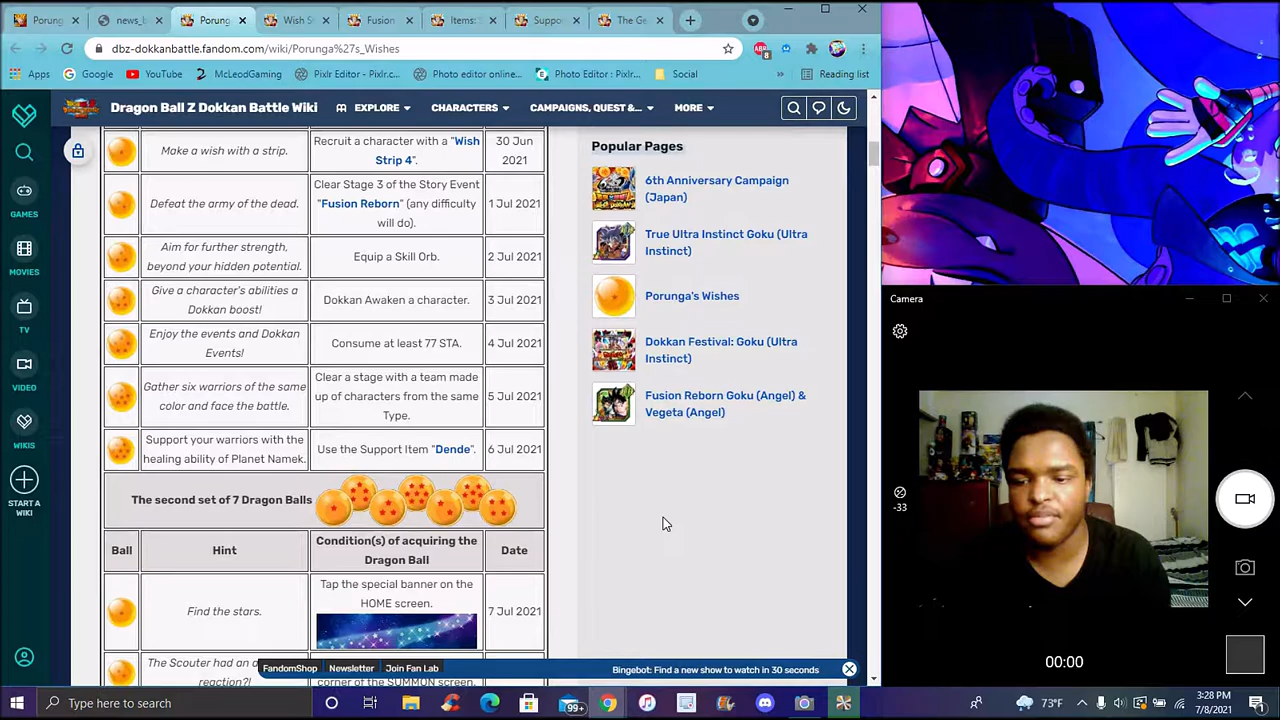 Porung
news_b
Porung
Wish S
Fusion
Items:
Suppo
The Ge
dbz-dokkanbattle.fandom.com/wiki/Porunga%27s_Wishes
ABP
8
Apps
Google
YouTube
McLeodGaming
Pixlr Editor - Pixlr.c...
Photo editor online...
Photo Editor : Pixlr...
Social
»
Reading list
Dragon Ball Z Dokkan Battle Wiki
EXPLORE
CHARACTERS
CAMPAIGNS, QUEST &...
MORE
GAMES
MOVIES
TV
VIDEO
WIKIS
START A
WIKI
Make a wish with a strip.
Recruit a character with a "Wish
Strip 4".
30 Jun
2021
Defeat the army of the dead.
Clear Stage 3 of the Story Event
"Fusion Reborn" (any difficulty
will do).
1 Jul 2021
Aim for further strength,
beyond your hidden potential.
Equip a Skill Orb.
2 Jul 2021
Give a character's abilities a
Dokkan boost!
Dokkan Awaken a character.
3 Jul 2021
Enjoy the events and Dokkan
Events!
Consume at least 77 STA.
4 Jul 2021
Gather six warriors of the same
color and face the battle.
Clear a stage with a team made
up of characters from the same
Type.
5 Jul 2021
Support your warriors with the
healing ability of Planet Namek.
Use the Support Item "Dende".
6 Jul 2021
The second set of 7 Dragon Balls
Ball
Hint
Condition(s) of acquiring the
Dragon Ball
Date
Find the stars.
Tap the special banner on the
HOME screen.
7 Jul 2021
The Scouter had an
reaction?!
corner of the SUMMON screen.
Popular Pages
6th Anniversary Campaign
(Japan)
True Ultra Instinct Goku (Ultra
Instinct)
Porunga's Wishes
Dokkan Festival: Goku (Ultra
Instinct)
Fusion Reborn Goku (Angel) &
Vegeta (Angel)
FandomShop
Newsletter
Join Fan Lab
Bingebot: Find a new show to watch in 30 seconds
Camera
-33
00:00
Type here to search
99+
73°F
3:28 PM
7/8/2021